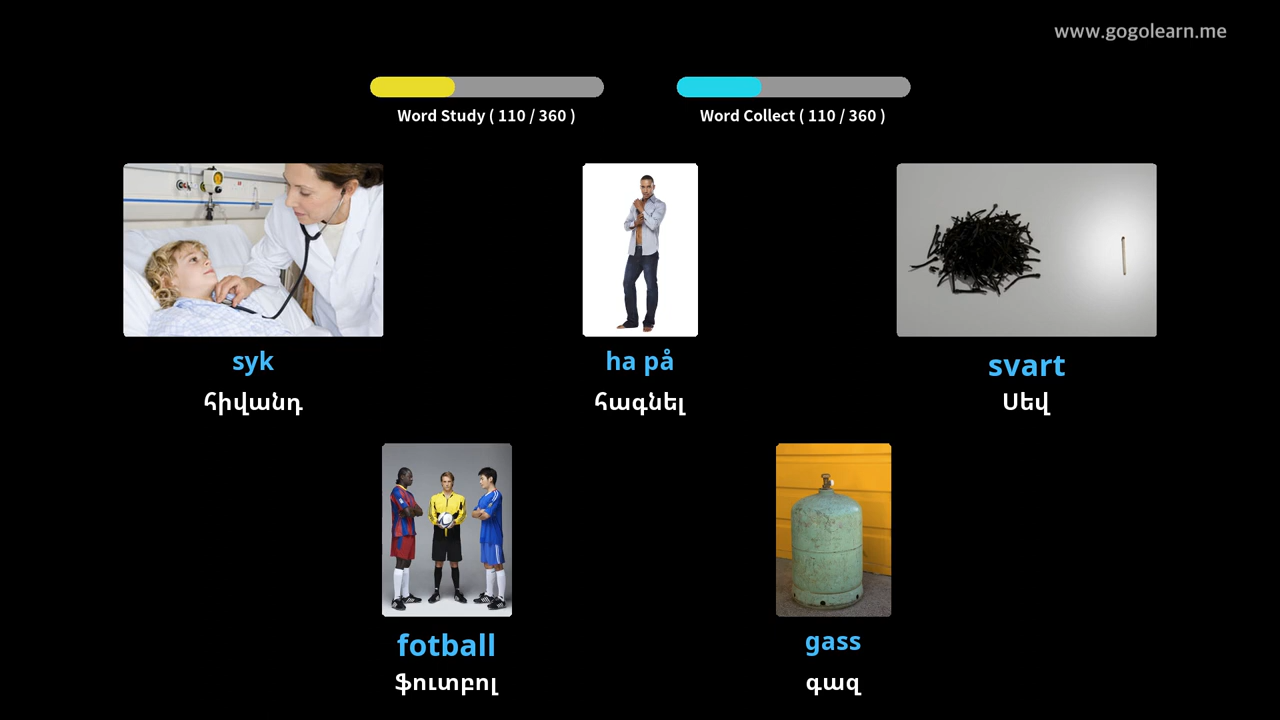 www.gogolearn.me
Word Study ( 110 / 360 )
Word Collect ( 110 / 360 )
syk
ha på
svart
հիվանդ
հագնել
Սեվ
fotball
gass
ֆուտբոլ
գազ